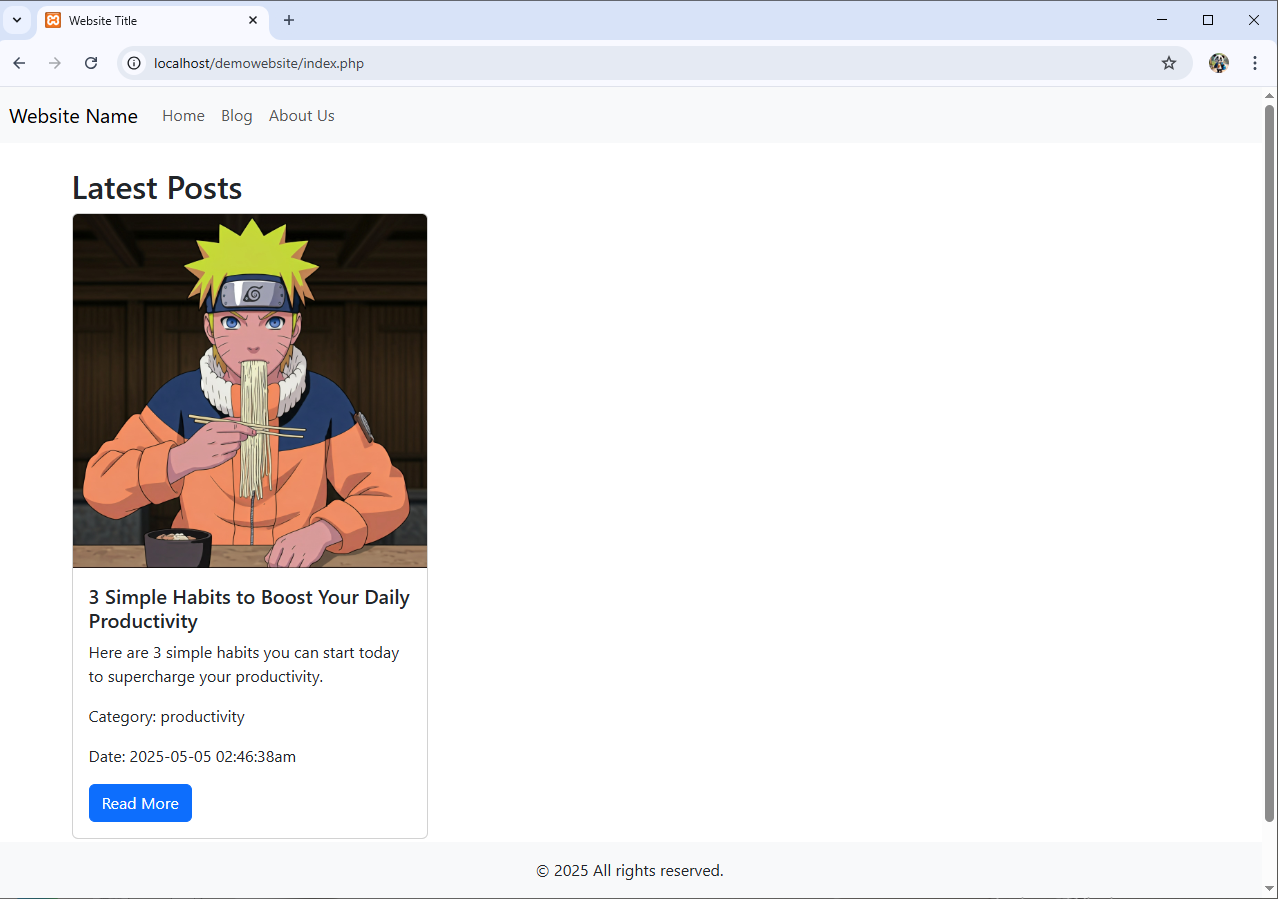 Website Title
localhost/demowebsite/index.php
Website Name Home Blog About Us
Latest Posts
3 Simple Habits to Boost Your Daily
Productivity
Here are 3 simple habits you can start today
to supercharge your productivity.
Category: productivity
Date: 2025-05-05 02:46:38am
Read More
© 2025 All rights reserved.